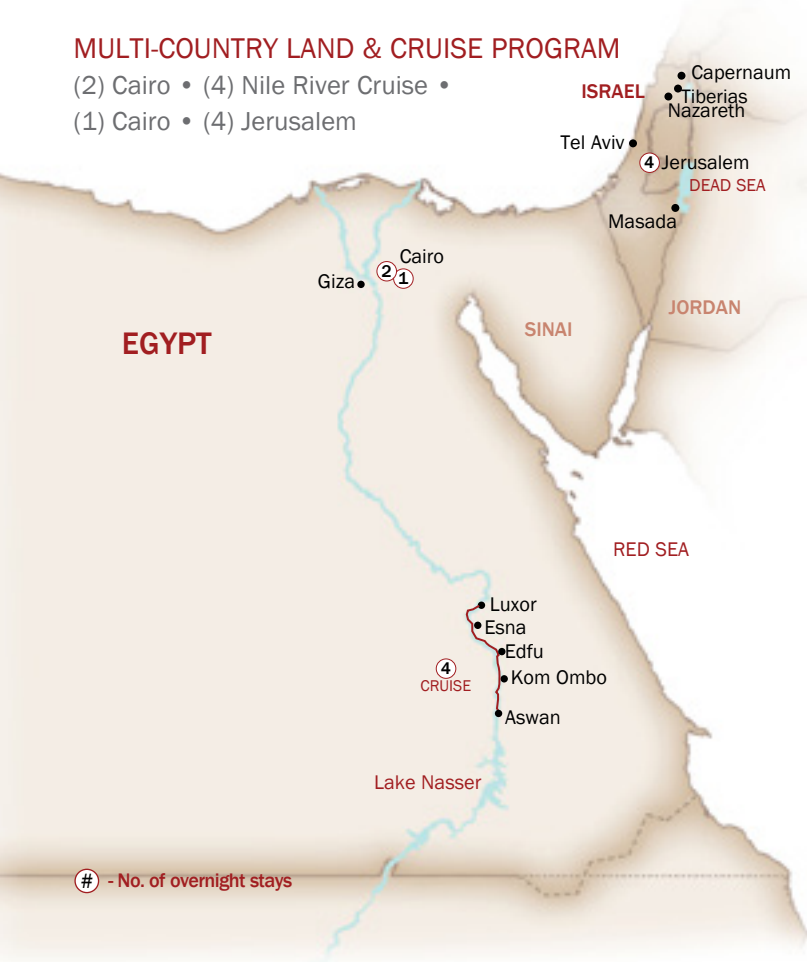 MULTI-COUNTRY LAND & CRUISE PROGRAM
(2) Cairo • (4) Nile River Cruise •
(1) Cairo • (4) Jerusalem
Capernaum
ISRAEL
Tiberias
Nazareth
Tel Aviv
4 Jerusalem
DEAD SEA
Masada
Cairo
2 1
Giza
JORDAN
SINAI
EGYPT
RED SEA
Luxor
Esna
Edfu
4
CRUISE
Kom Ombo
Aswan
Lake Nasser
# - No. of overnight stays